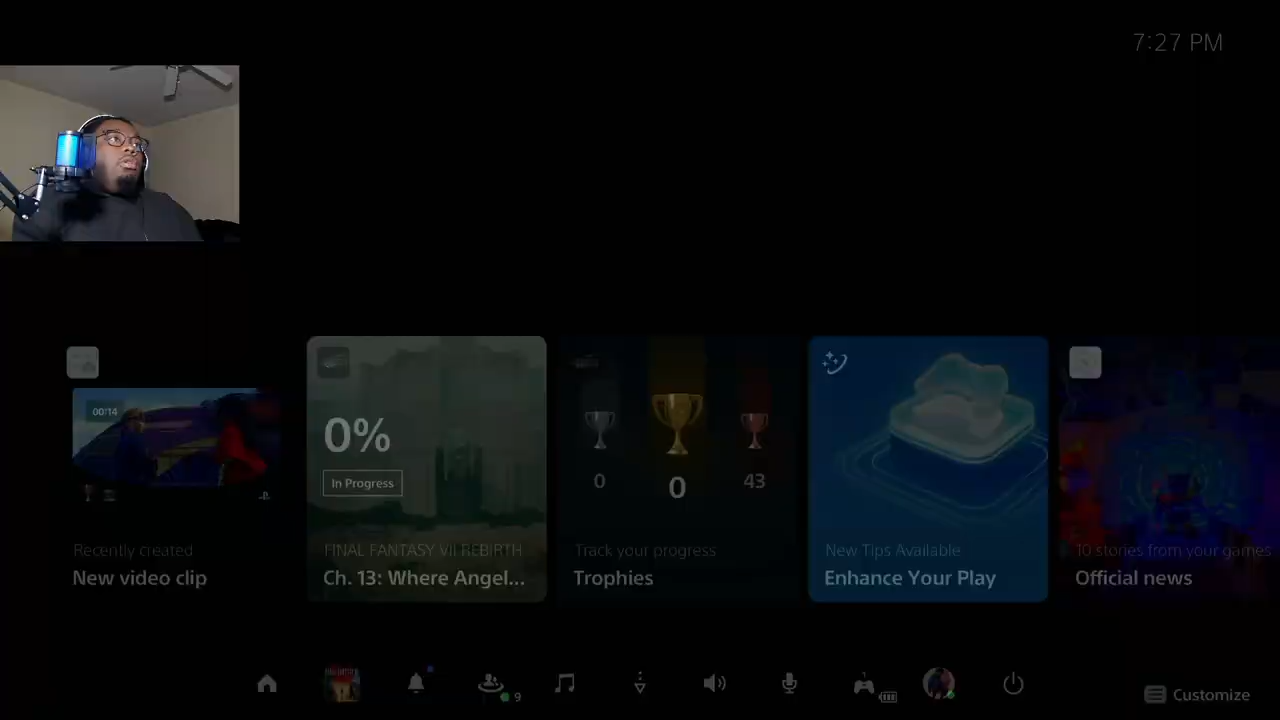 7:27 PM
00:14
Recently created
New video clip
0%
In Progress
FINAL FANTASY VII REBIRTH
Ch. 13: Where Angel...
0
0
43
Track your progress
Trophies
New Tips Available
Enhance Your Play
10 stories from your games
Official news
9
Customize